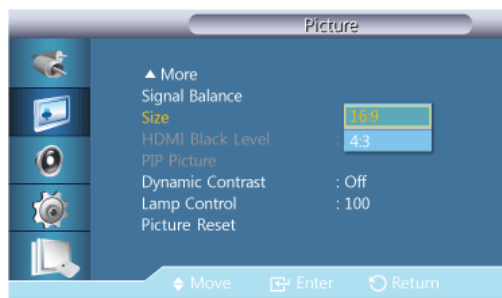 Picture
▲ More
Signal Balance
Size 16:9
HDMI Black Level : 4:3
PIP Picture
Dynamic Contrast : Off
Lamp Control : 100
Picture Reset
Move Enter Return